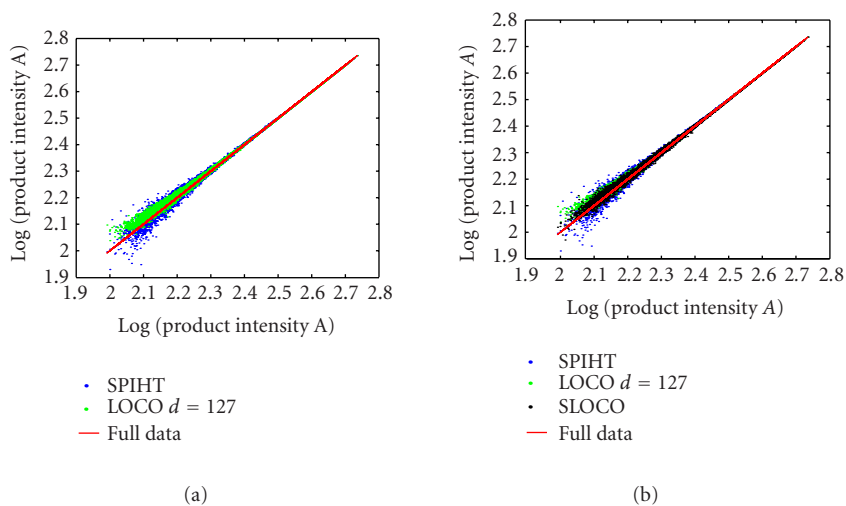 2.8
2.7
2.6
2.5
2.4
2.3
2.2
2.1
2
1.9
Log (product intensity A)
1.9 2 2.1 2.2 2.3 2.4 2.5 2.6 2.7 2.8
Log (product intensity A)
SPIHT
LOCO d = 127
Full data
(a)
2.8
2.7
2.6
2.5
2.4
2.3
2.2
2.1
2
1.9
Log (product intensity A)
1.9 2 2.1 2.2 2.3 2.4 2.5 2.6 2.7 2.8
Log (product intensity A)
SPIHT
LOCO d = 127
SLOCO
Full data
(b)